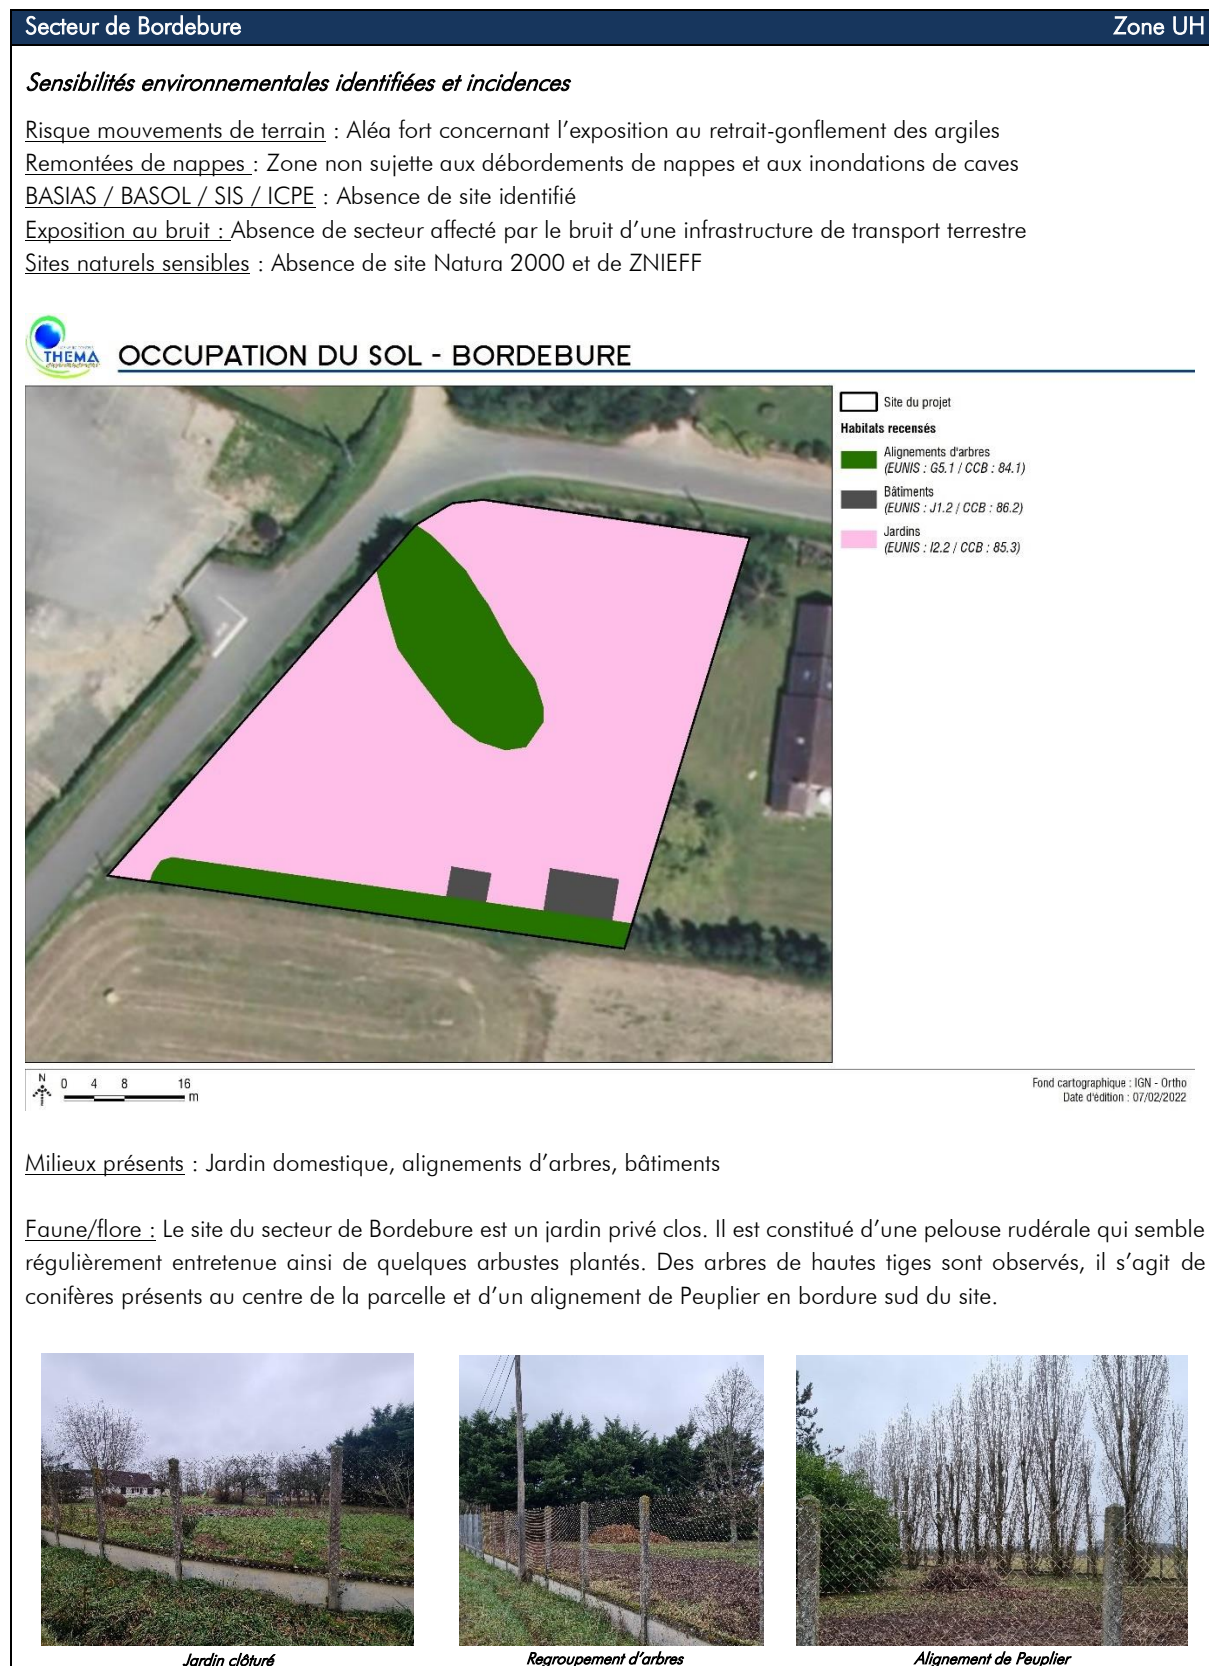 Secteur de Bordebure Zone UH
Sensibilités environnementales identifiées et incidences
Risque mouvements de terrain : Aléa fort concernant l'exposition au retrait-gonflement des argiles
Remontées de nappes : Zone non sujette aux débordements de nappes et aux inondations de caves
BASIAS / BASOL / SIS / ICPE : Absence de site identifié
Exposition au bruit : Absence de secteur affecté par le bruit d'une infrastructure de transport terrestre
Sites naturels sensibles : Absence de site Natura 2000 et de ZNIEFF
THEMA
OCCUPATION DU SOL - BORDEBURE
Site du projet
Habitats recensés
Alignements d'arbres
(EUNIS : G5.1 / CCB : 84.1)
Bâtiments
(EUNIS : J1.2 / CCB : 86.2)
Jardins
(EUNIS : I2.2 / CCB : 85.3)
N 0 4 8 16
m
Fond cartographique : IGN - Ortho
Date d'édition : 07/02/2022
Milieux présents : Jardin domestique, alignements d'arbres, bâtiments
Faune/flore : Le site du secteur de Bordebure est un jardin privé clos. Il est constitué d'une pelouse rudérale qui semble
régulièrement entretenue ainsi de quelques arbustes plantés. Des arbres de hautes tiges sont observés, il s'agit de
conifères présents au centre de la parcelle et d'un alignement de Peuplier en bordure sud du site.
Jardin clôturé
Regroupement d'arbres
Alignement de Peuplier